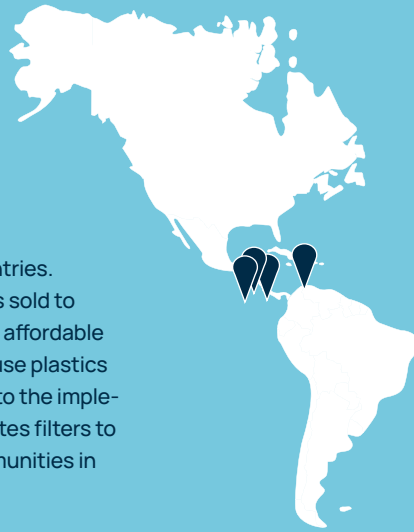 ntries.
s sold to
affordable
use plastics
to the imple-
tes filters to
munities in